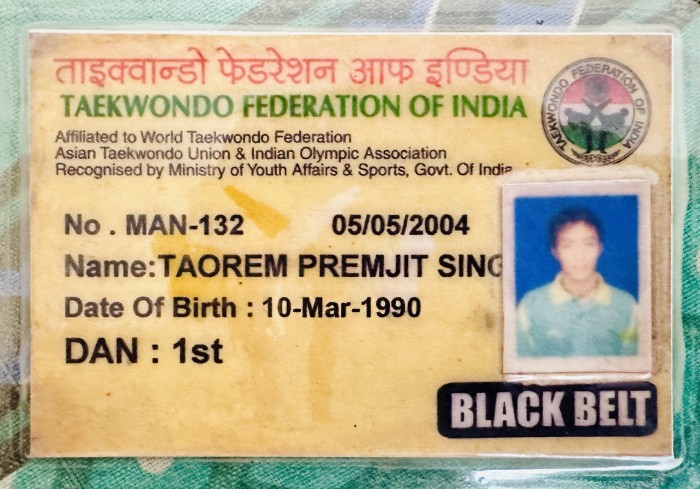 ताइक्वान्डो फेडरेशन आफ इण्डिया
TAEKWONDO FEDERATION OF INDIA
Affiliated to World Taekwondo Federation
Asian Taekwondo Union & Indian Olympic Association
Recognised by Ministry of Youth Affairs & Sports, Govt. Of India
TAEKWONDO FEDERATION OF INDIA
No . MAN-132 05/05/2004
Name:TAOREM PREMJIT SING
Date Of Birth : 10-Mar-1990
DAN : 1st
BLACK BELT